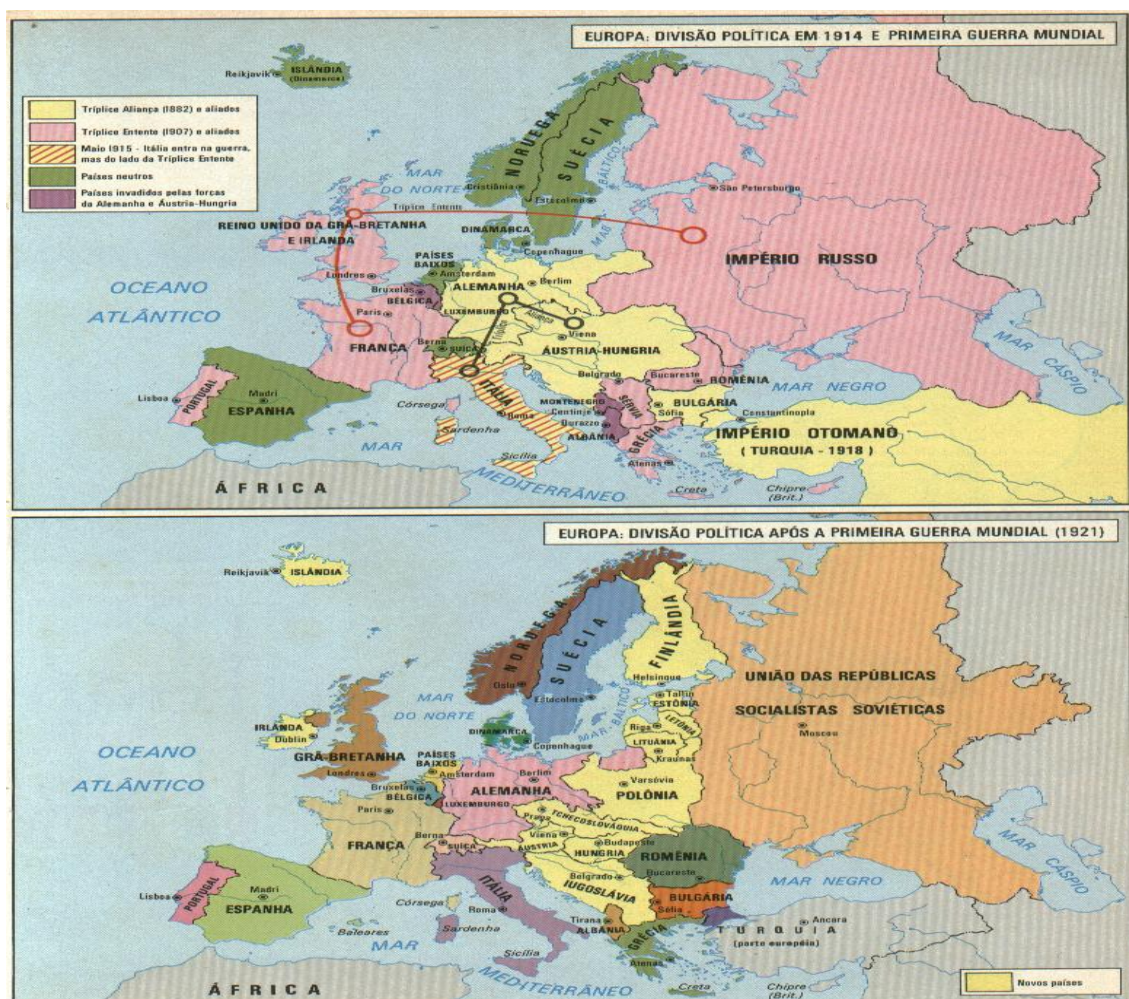 EUROPA: DIVISÃO POLÍTICA EM 1914 E PRIMEIRA GUERRA MUNDIAL
Tríplice Aliança (1882) e aliados
Tríplice Entente (1907) e aliados
Maio 1915 - Itália entra na guerra,
mas do lado da Tríplice Entente
Países neutros
Países invadidos pelas forças
da Alemanha e Áustria-Hungria
Reikjavik
ISLÂNDIA
(Dinamarca)
NORUEGA
SUÉCIA
MAR BÁLTICO
MAR
DO NORTE
Cristiânia
Estocolmo
São Petersburgo
Tríplice Entente
REINO UNIDO DA GRÃ-BRETANHA
E IRLANDA
DINAMARCA
Copenhague
IMPÉRIO RUSSO
PAÍSES
BAIXOS
Amsterdam
Londres
Bruxelas
BÉLGICA
ALEMANHA
Berlim
OCEANO
ATLÂNTICO
LUXEMBURGO
Paris
Tríplice
Aliança
Viena
FRANÇA
Berna
SUIÇA
ÁUSTRIA-HUNGRIA
MAR
CÁSPIO
Belgrado
Bucareste
ROMÊNIA
MAR NEGRO
PORTUGAL
Lisboa
Madri
ESPANHA
Córsega
ITÁLIA
Roma
MONTENEGRO
Centinje
SÉRVIA
BULGÁRIA
Sófia
Constantinopla
Durazzo
ALBÂNIA
IMPÉRIO OTOMANO
( TURQUIA - 1918 )
Sardenha
GRÉCIA
MAR
Sicília
Atenas
MEDITERRÂNEO
Creta
Chipre
(Brit.)
ÁFRICA
EUROPA: DIVISÃO POLÍTICA APÓS A PRIMEIRA GUERRA MUNDIAL (1921)
Reikjavik
ISLÂNDIA
NORUEGA
SUÉCIA
FINLÂNDIA
Helsinque
Oslo
Estocolmo
Tallin
ESTÔNIA
MAR BÁLTICO
MAR
DO NORTE
UNIÃO DAS REPÚBLICAS
SOCIALISTAS SOVIÉTICAS
Moscou
IRLANDA
Dublin
Riga
LETÔNIA
DINAMARCA
Copenhague
LITUÂNIA
Kraunas
OCEANO
ATLÂNTICO
GRÃ-BRETANHA
PAÍSES
BAIXOS
Amsterdam
Londres
Bruxelas
BÉLGICA
Berlim
ALEMANHA
Varsévia
POLÔNIA
LUXEMBURGO
Paris
Praga
TCHECOSLOVÁQUIA
FRANÇA
Berna
SUIÇA
Viena
ÁUSTRIA
Budapeste
HUNGRIA
ROMÊNIA
Bucareste
MAR
CÁSPIO
Belgrado
IUGOSLÁVIA
MAR NEGRO
PORTUGAL
Lisboa
Madri
ESPANHA
Córsega
ITÁLIA
Roma
BULGÁRIA
Sófia
Baleares
Sardenha
Tirana
ALBÂNIA
Ancara
TURQUIA
(parte européia)
GRÉCIA
MAR
Sicília
Atenas
MEDITERRÂNEO
Creta
Chipre
(Brit.)
ÁFRICA
Novos países